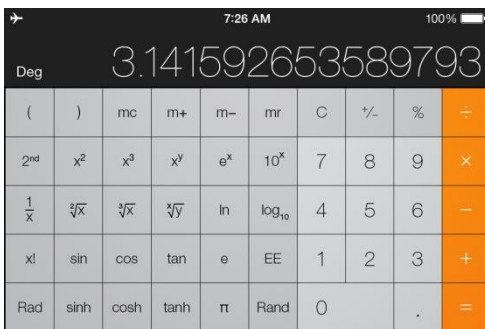 7:26 AM 100%
Deg 3.141592653589793
( ) mc m+ m− mr C +/− % ÷
2nd x² x³ xʸ eˣ 10ˣ 7 8 9 ×
1/x ²√x ³√x ˣ√y ln log₁₀ 4 5 6 −
x! sin cos tan e EE 1 2 3 +
Rad sinh cosh tanh π Rand 0 . =